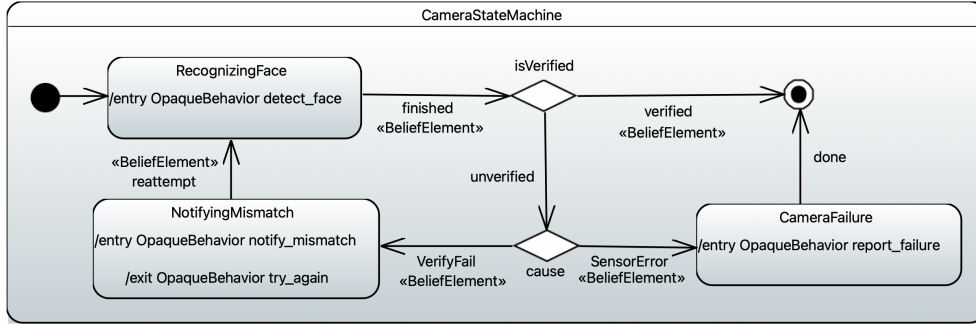 CameraStateMachine
RecognizingFace
/entry OpaqueBehavior detect_face
isVerified
finished
«BeliefElement»
verified
«BeliefElement»
«BeliefElement»
reattempt
unverified
done
NotifyingMismatch
/entry OpaqueBehavior notify_mismatch
/exit OpaqueBehavior try_again
VerifyFail
«BeliefElement»
cause
SensorError
«BeliefElement»
CameraFailure
/entry OpaqueBehavior report_failure